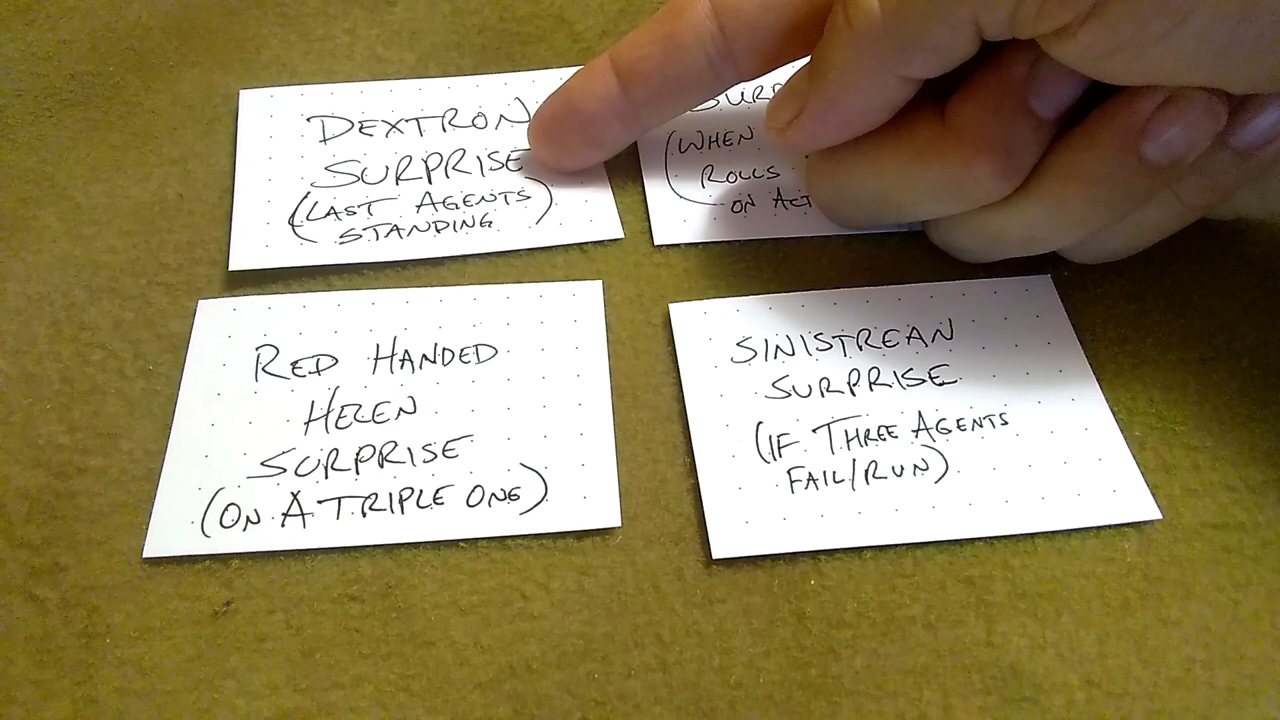 DEXTRON
SURPRISE
(LAST AGENTS
STANDING)
(WHEN
ROLLS
ON
RED HANDED
HELEN
SURPRISE
(ON A TRIPLE ONE)
SINISTREAN
SURPRISE
(IF THREE AGENTS
FAIL/RUN)